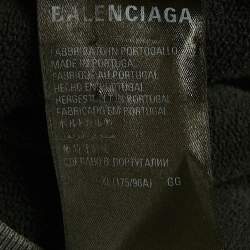 BALENCIAGA
FABBRICATO IN PORTOGALLO
MADE IN PORTUGAL
FABRIQUÉ AU PORTUGAL
HECHO EN PORTUGAL
HERGESTELLT IN PORTUGAL
FABRICADO EM PORTUGAL
СДЕЛАНО В ПОРТУГАЛИИ
XL(175/96A) GG